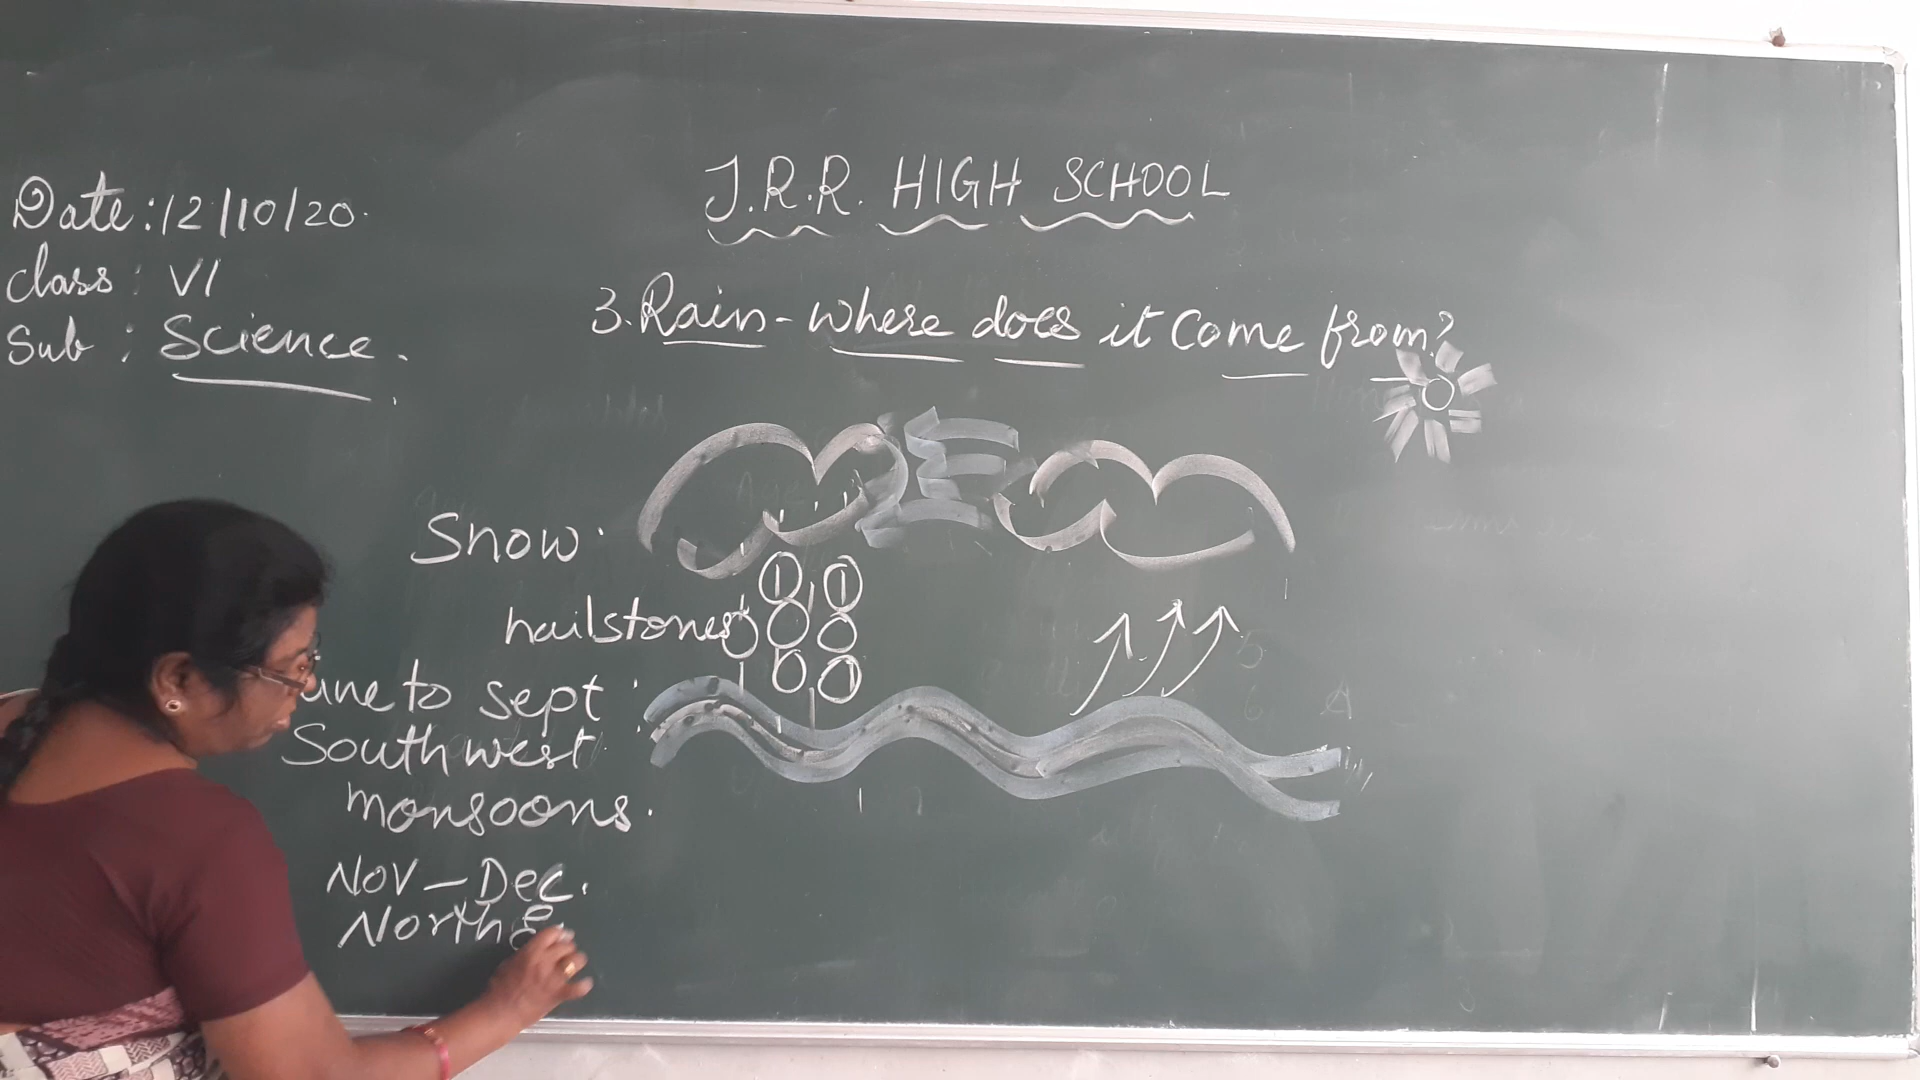 J.R.R. HIGH SCHOOL
Date: 12/10/20.
Class: VI
Sub: Science.
3. Rain - where does it come from?
Snow.
hailstones
une to sept:
Southwest
monsoons.
Nov - Dec.
NorthE